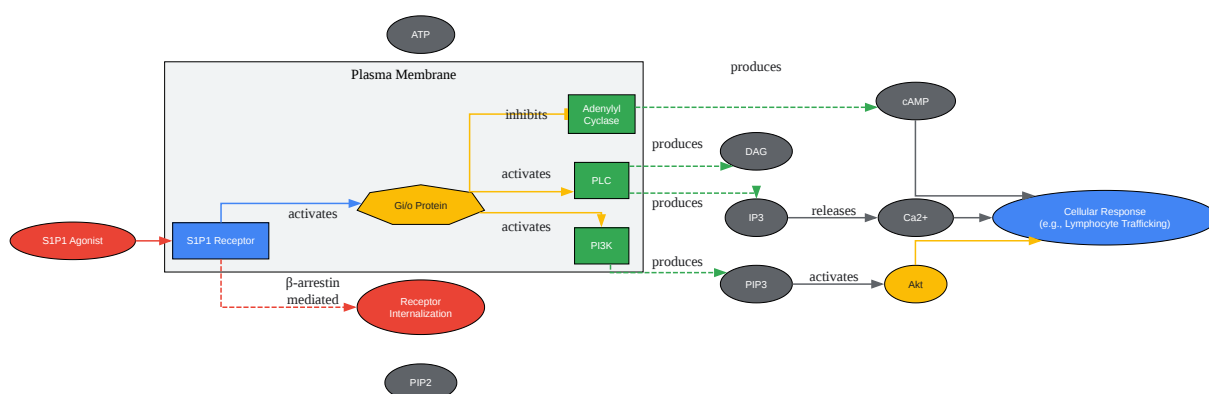 ATP
Plasma Membrane
produces
inhibits
Adenylyl
Cyclase
cAMP
produces
DAG
activates
PLC
produces
S1P1 Agonist
S1P1 Receptor
activates
Gi/o Protein
activates
PI3K
IP3
releases
Ca2+
Cellular Response
(e.g., Lymphocyte Trafficking)
produces
PIP3
activates
Akt
β-arrestin
mediated
Receptor
Internalization
PIP2